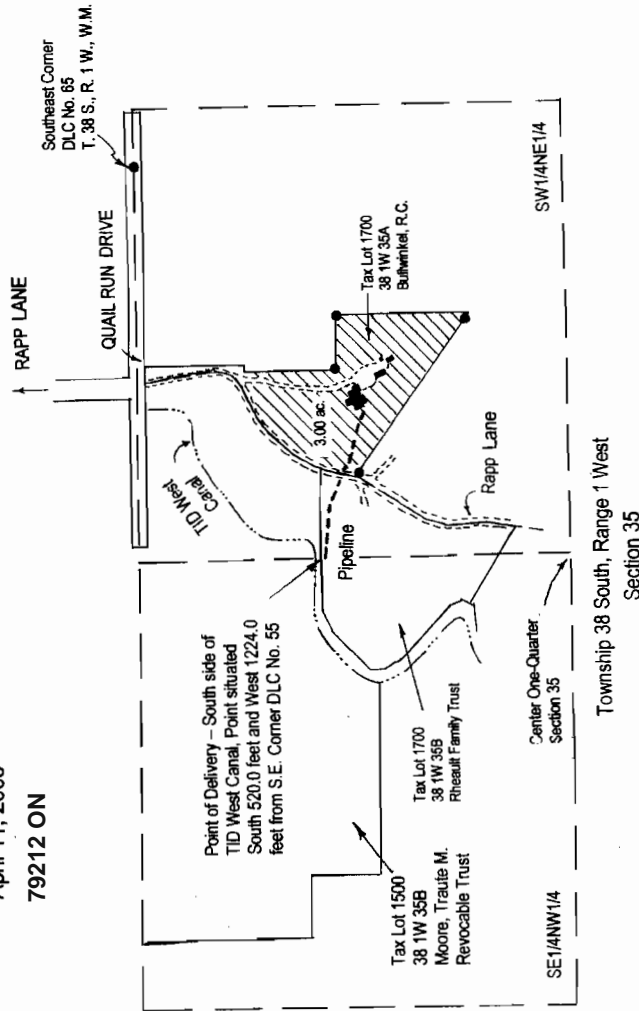 79212 ON
RAPP LANE
QUAIL RUN DRIVE
Southeast Corner
DLC No. 65
T. 38 S., R. 1 W., W.M.
TID West
Canal
Point of Delivery – South side of
TID West Canal, Point situated
South 520.0 feet and West 1224.0
feet from S.E. Corner DLC No. 55
3.00 ac.
Tax Lot 1700
38 1W 35A
Buffwinkel, R.C.
Pipeline
Rapp Lane
Tax Lot 1500
38 1W 35B
Moore, Traute M.
Revocable Trust
Tax Lot 1700
38 1W 35B
Rheault Family Trust
Center One-Quarter
Section 35
SE1/4NW1/4
SW1/4NE1/4
Township 38 South, Range 1 West
Section 35